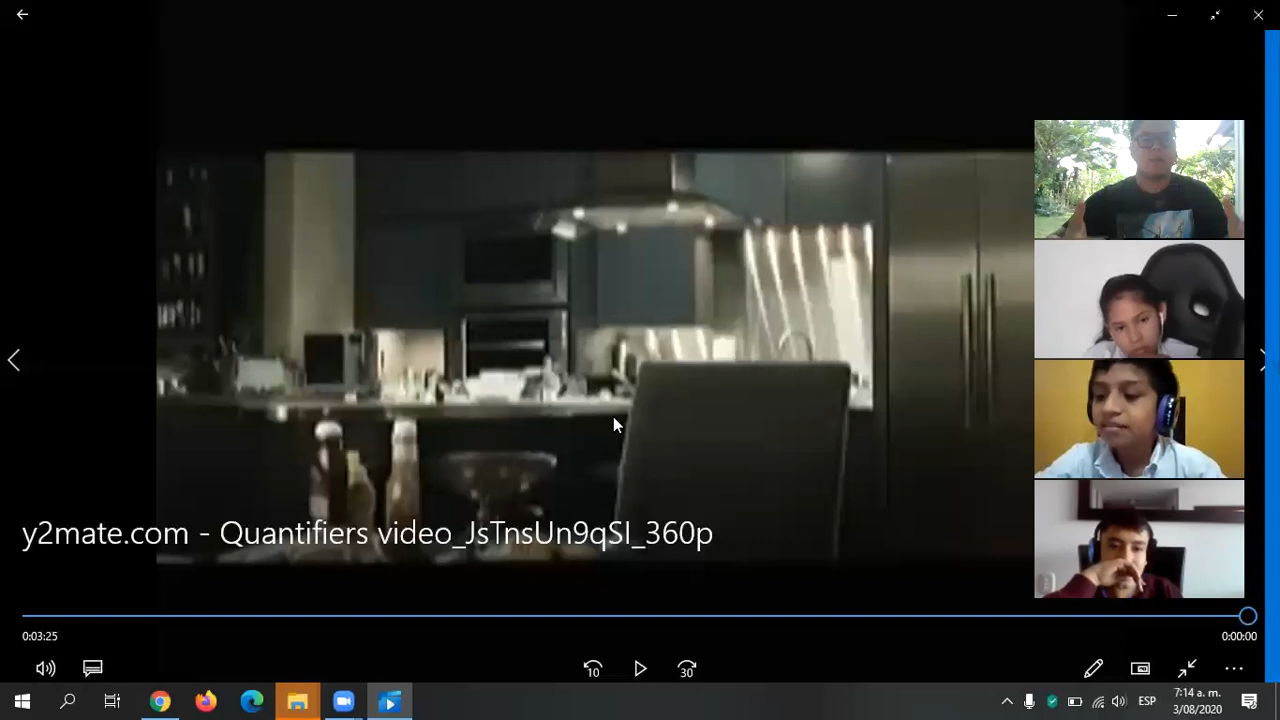 y2mate.com - Quantifiers video_JsTnsUn9qSI_360p
0:03:25
0:00:00
10
30
ESP
7:14 a. m.
3/08/2020